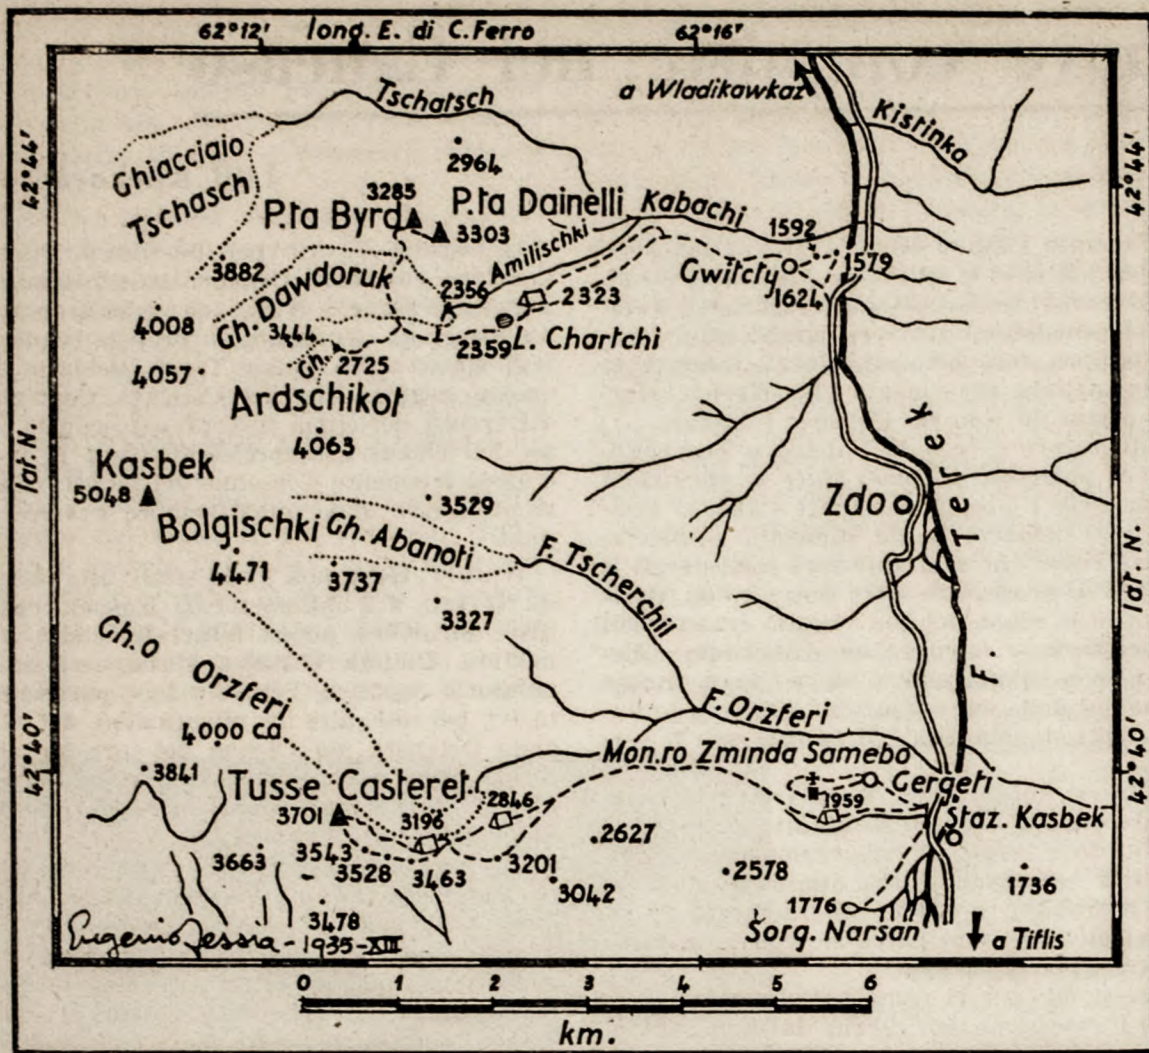 62°12' long. E. di C. Ferro 62°16'
a Wladikawkaz
Tschatsch
Kistinka
42°44'
42°44'
Ghiacciaio
Tschasch
2964
3285
P.ta Byrd
P.ta Dainelli
3303
Kabachi
Amilischki
1592
1579
Gwitcty
1624
3882
Gh. Dawdoruk
2356
2323
4008
3444
Gh.
2725
2359
L. Chartchi
4057
Ardschikot
4063
lat. N.
lat. N.
Kasbek
5048
3529
Zdo
F. Terek
Bolgischki
Gh. Abanoti
F. Tscherchil
4471
3737
3327
Gh. o
Orzferi
4000 ca.
F. Orzferi
42°40'
42°40'
Mon.ro Zminda Samebo
3841
Gergeti
Tusse Casteret
2846
1959
Staz. Kasbek
3701
3196
3663
3543
3528
3463
3201
2627
3042
2578
1736
3478
1776
Sorg. Narsan
a Tiflis
Eugenio Fessia - 1935 - XIII
0 1 2 3 4 5 6
km.